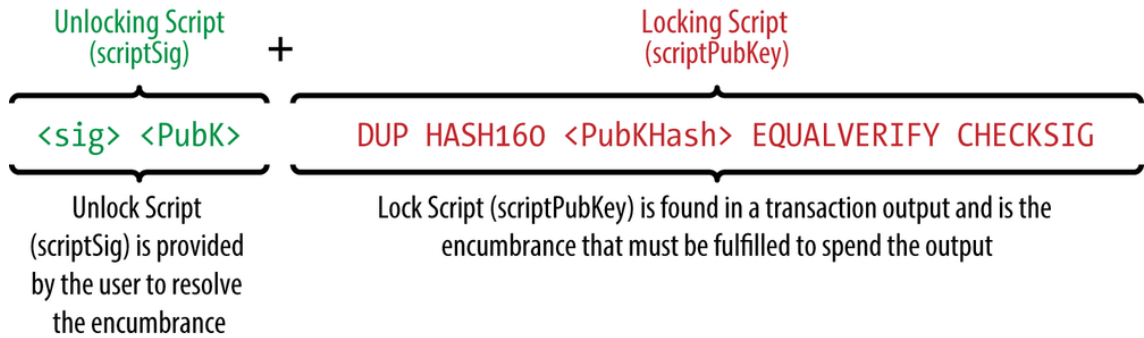 Unlocking Script
(scriptSig)
+
Locking Script
(scriptPubKey)
<sig> <PubK>
DUP HASH160 <PubKHash> EQUALVERIFY CHECKSIG
Unlock Script
(scriptSig) is provided
by the user to resolve
the encumbrance
Lock Script (scriptPubKey) is found in a transaction output and is the
encumbrance that must be fulfilled to spend the output